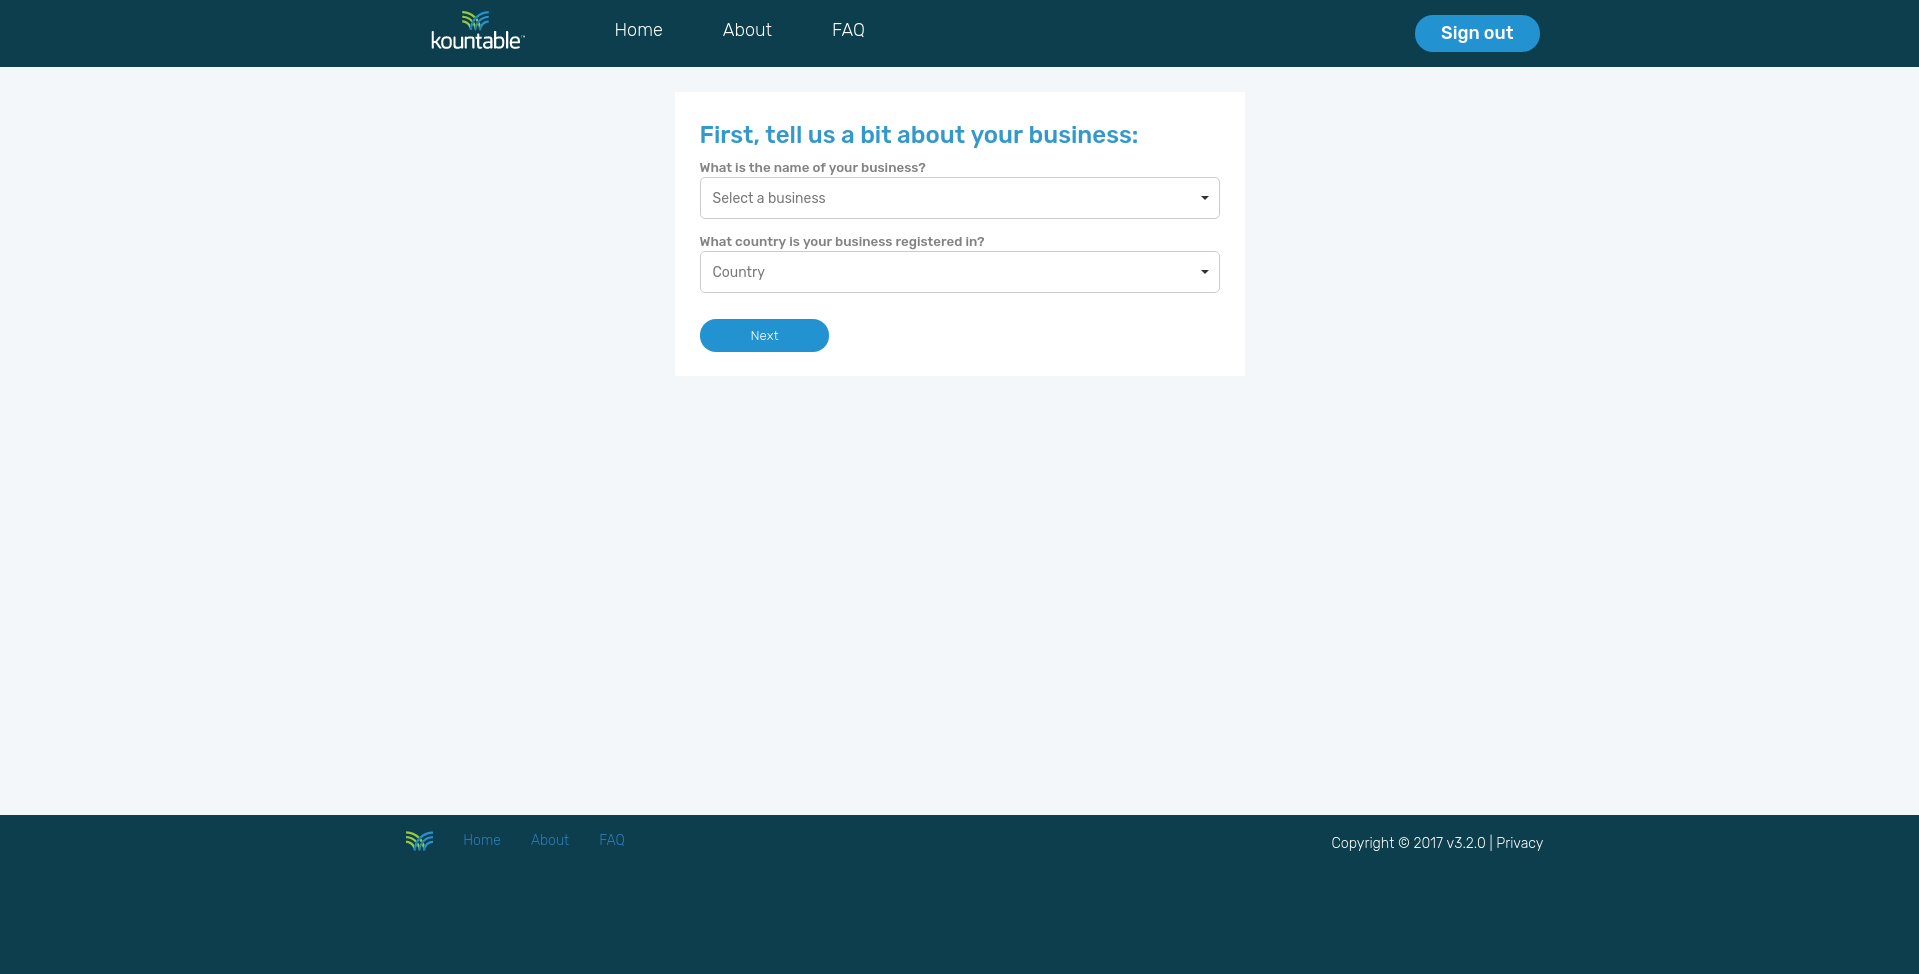 kountable™
Home
About
FAQ
Sign out
First, tell us a bit about your business:
What is the name of your business?
Select a business
What country is your business registered in?
Country
Next
Home
About
FAQ
Copyright © 2017 v3.2.0 | Privacy